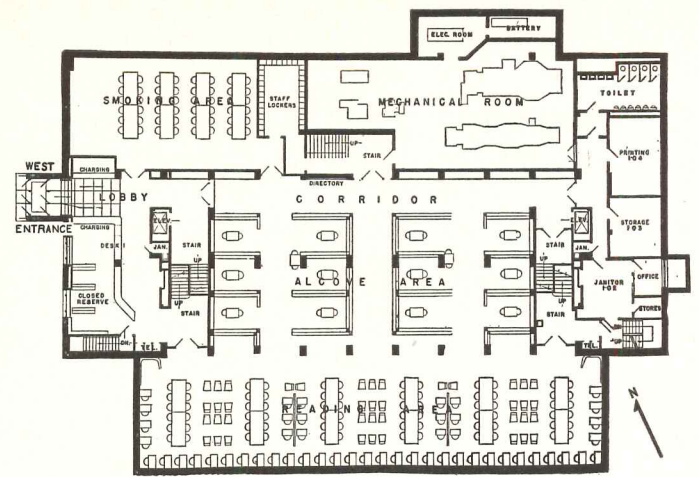 ELEC. ROOM
BATTERY
SMOKING AREA
STAFF
LOCKERS
MECHANICAL ROOM
TOILET
UP
STAIR
PRINTING
104
WEST
ENTRANCE
CHARGING
LOBBY
DIRECTORY
CORRIDOR
CHARGING
DESK
ELEV.
JAN.
STAIR
UP
UP
STAIR
CLOSED
RESERVE
DN.
TEL.
ALCOVE AREA
ELEV.
STAIR
JAN.
UP
UP
STAIR
STORAGE
103
JANITOR
102
OFFICE
STORES
UP
TEL.
READING AREA
N